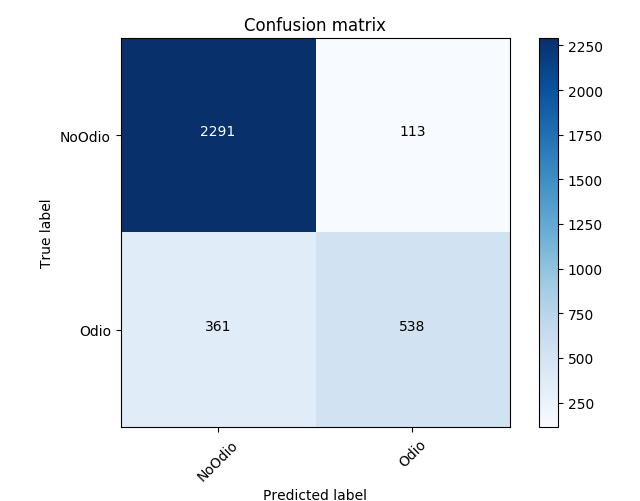 Confusion matrix
True label
NoOdio
2291
113
Odio
361
538
NoOdio
Odio
Predicted label
2250
2000
1750
1500
1250
1000
750
500
250